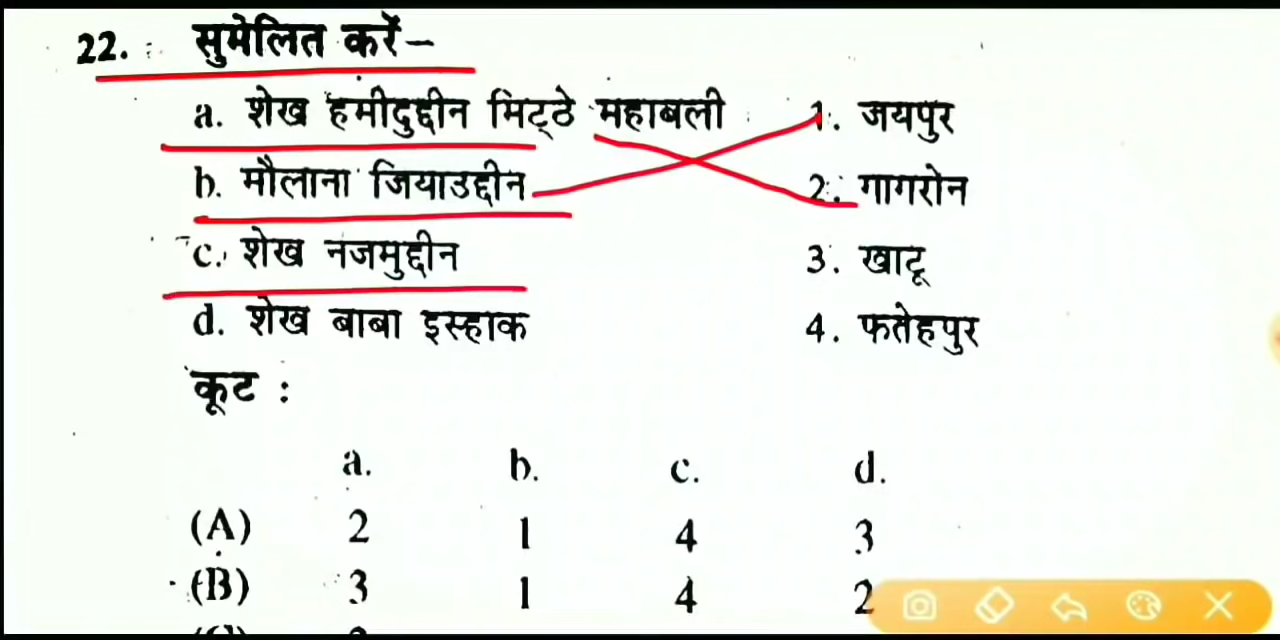 22. सुमेलित करें–
a. शेख हमीदुद्दीन मिट्ठे महाबली 1. जयपुर
b. मौलाना जियाउद्दीन 2. गागरोन
c. शेख नजमुद्दीन 3. खाटू
d. शेख बाबा इस्हाक 4. फतेहपुर
कूट :
a. b. c. d.
(A) 2 1 4 3
(B) 3 1 4 2